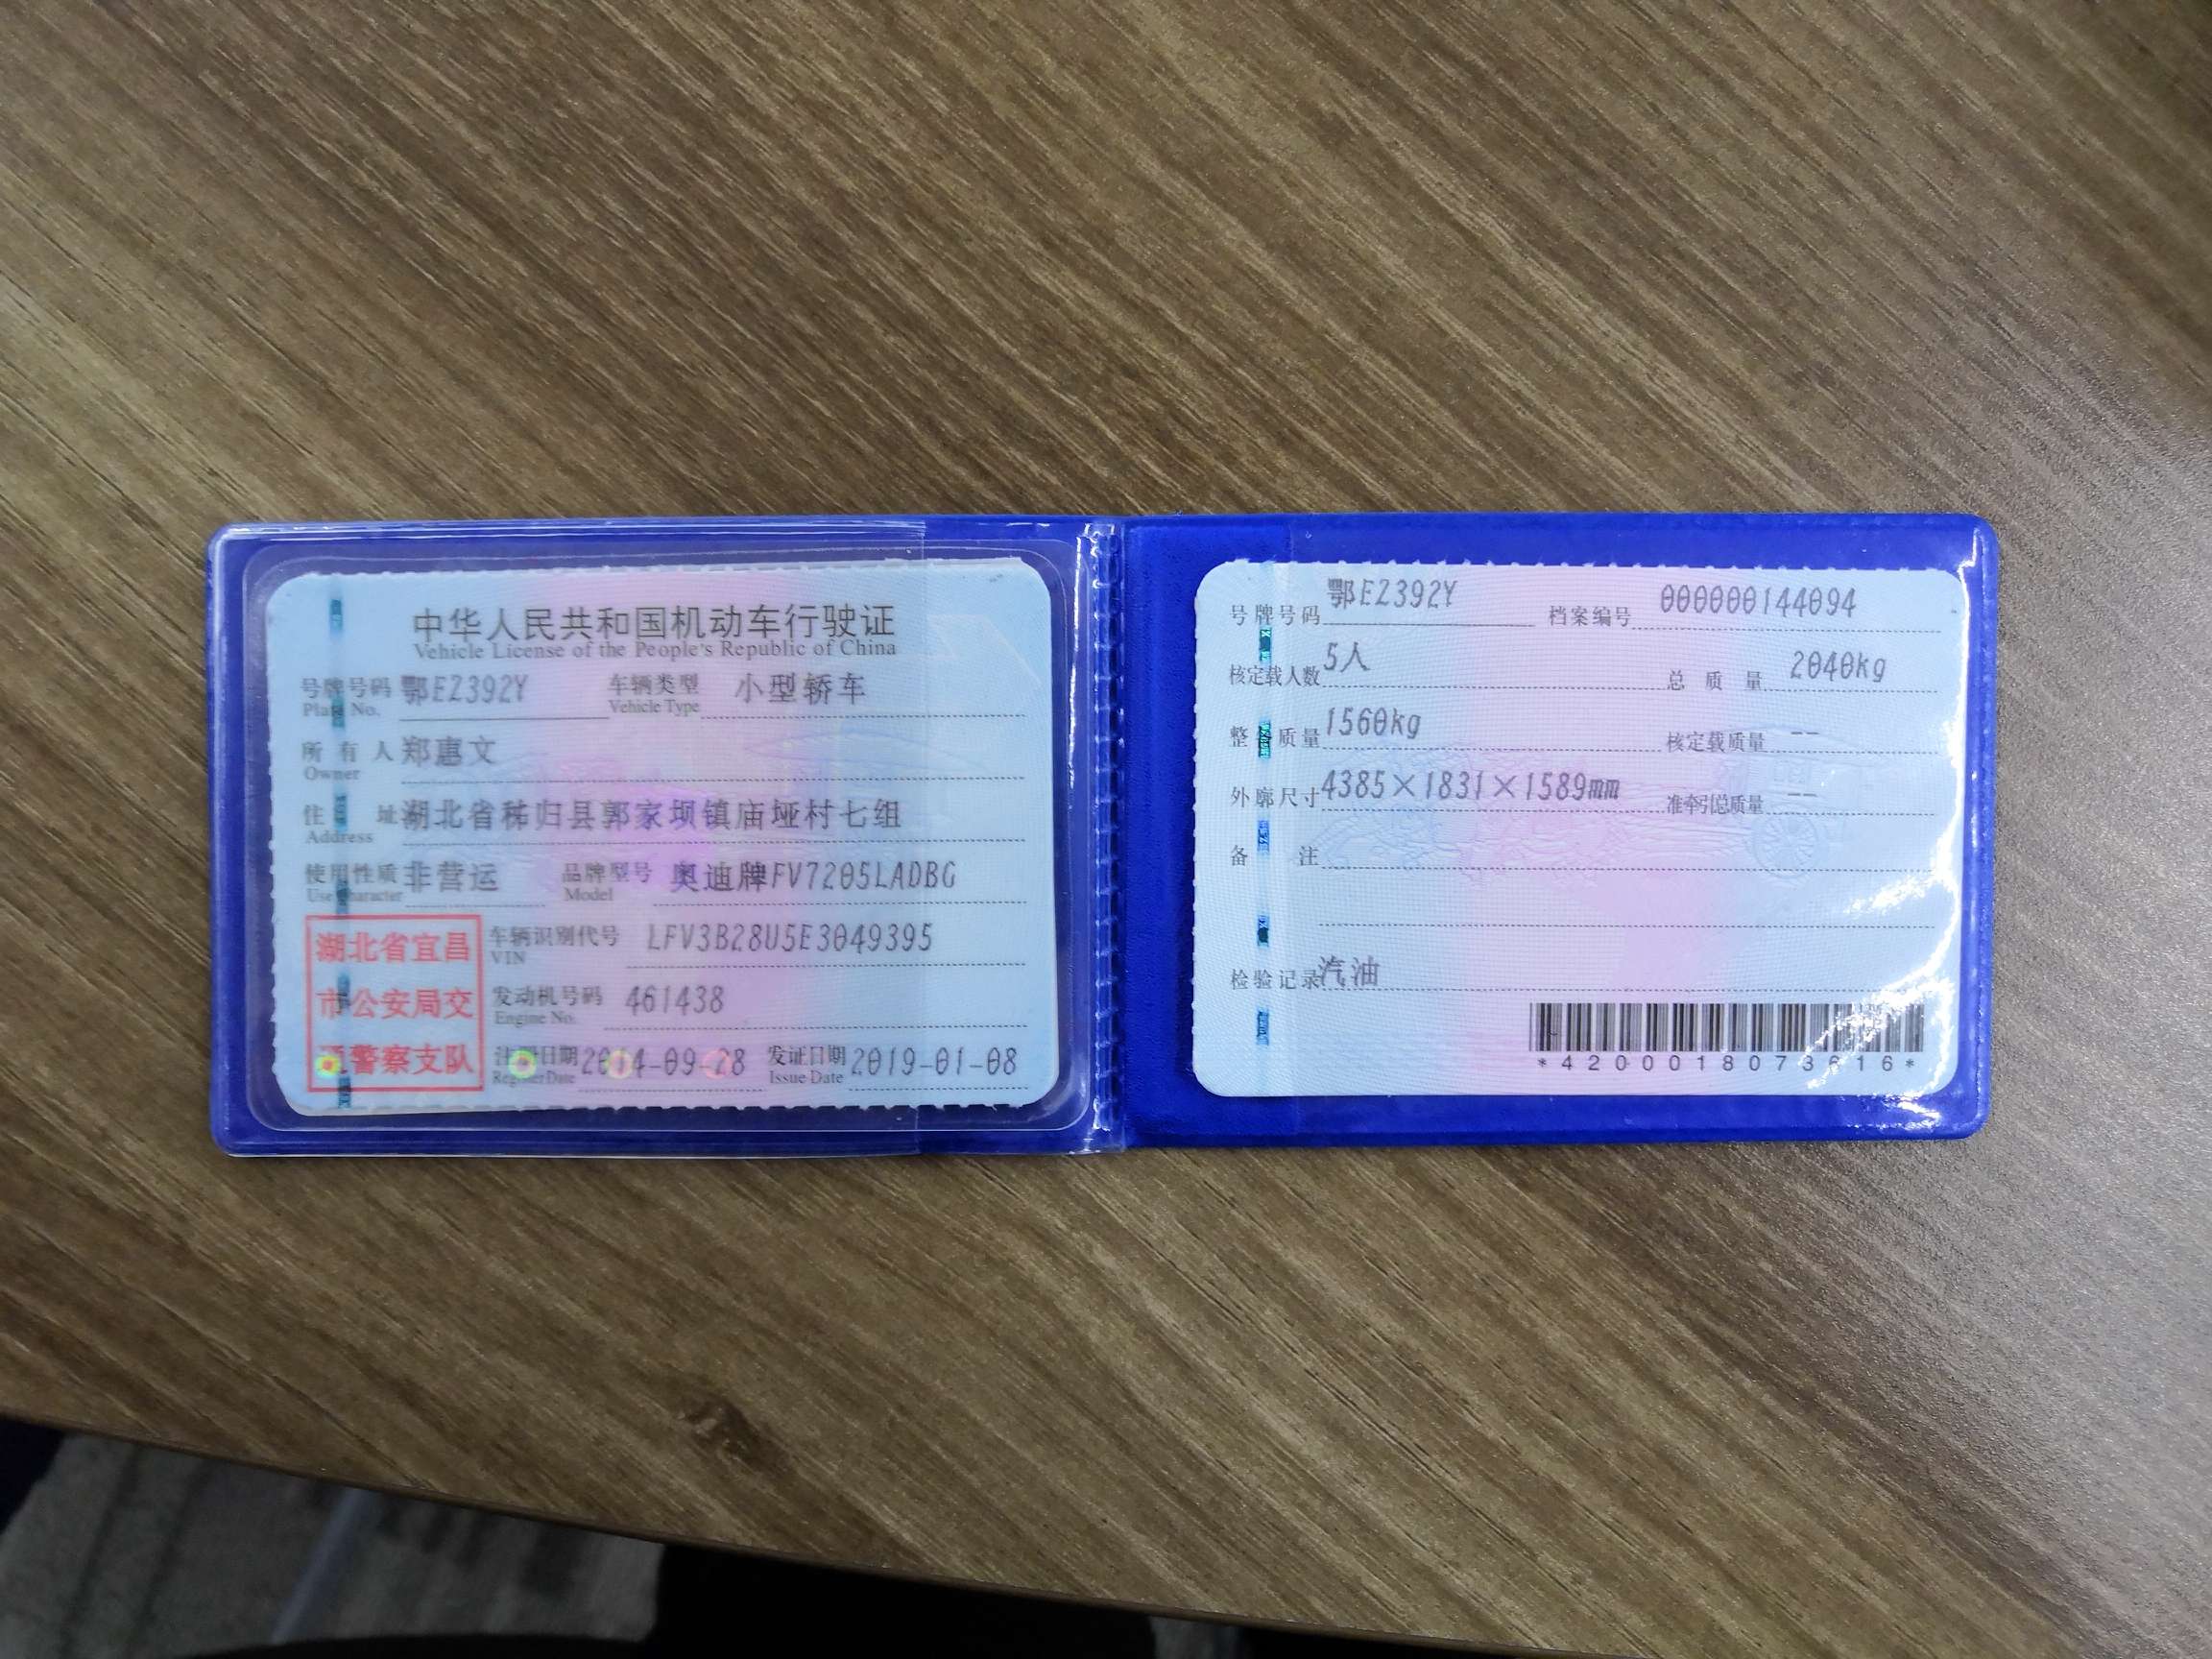 中华人民共和国机动车行驶证
Vehicle License of the People's Republic of China
号牌号码 鄂EZ392Y 车辆类型 小型轿车
Plate No. Vehicle Type
所有人 郑惠文
Owner
住址 湖北省秭归县郭家坝镇庙垭村七组
Address
使用性质 非营运 品牌型号 奥迪牌FV7205LADBG
Use Character Model
湖北省宜昌
市公安局交
通警察支队
车辆识别代号 LFV3B28U5E3049395
VIN
发动机号码 461438
Engine No.
注册日期 2014-09-28 发证日期 2019-01-08
Register Date Issue Date
号牌号码 鄂EZ392Y 档案编号 000000144094
核定载人数 5人 总质量 2040kg
整备质量 1560kg 核定载质量 --
外廓尺寸 4385×1831×1589mm 准牵引总质量 --
备注
检验记录 汽油
*4200018073616*